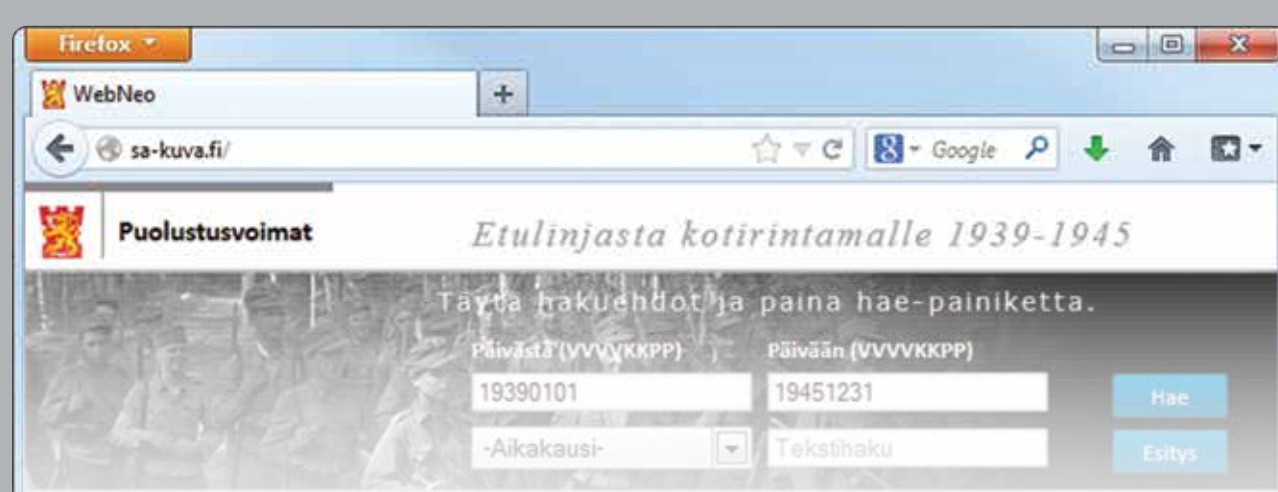 Firefox
WebNeo
sa-kuva.fi/
Google
Puolustusvoimat
Etulinjasta kotirintamalle 1939-1945
Täytä hakuehdot ja paina hae-painiketta.
Päivästä (VVVVKKPP) Päivään (VVVVKKPP)
19390101 19451231 Hae
-Aikakausi- Tekstihaku Esitys